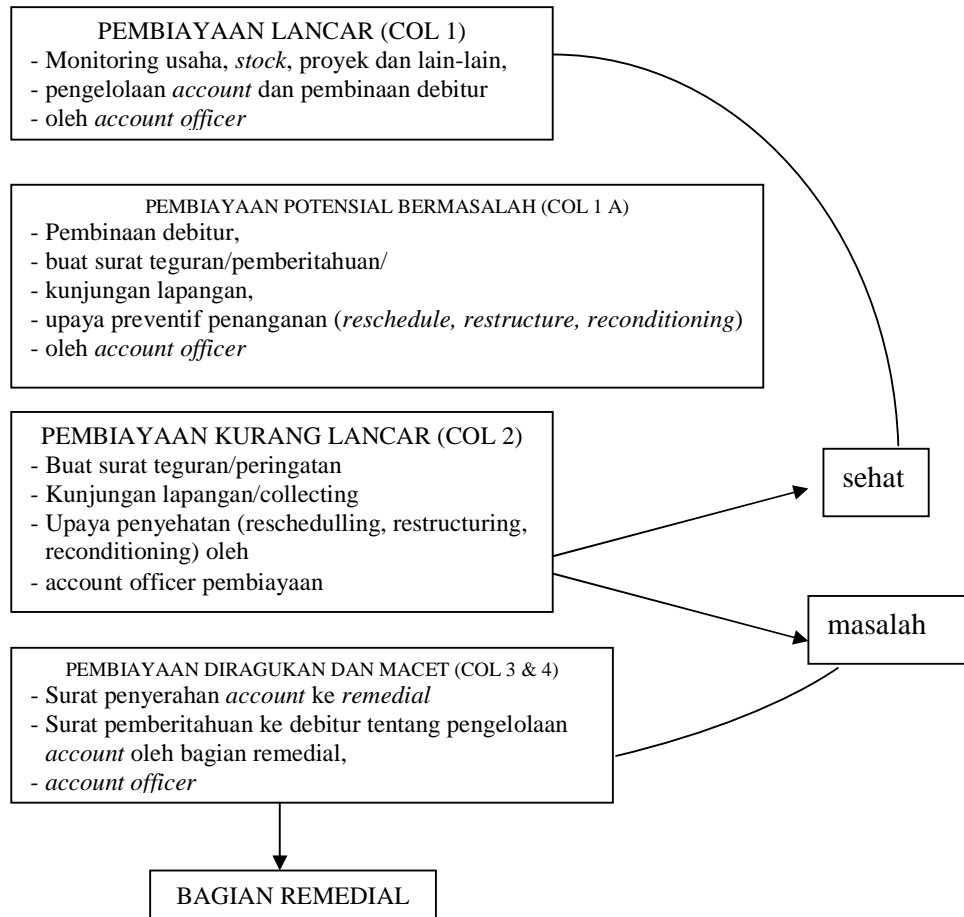 PEMBIAYAAN LANCAR (COL 1)
- Monitoring usaha, stock, proyek dan lain-lain,
- pengelolaan account dan pembinaan debitur
- oleh account officer
PEMBIAYAAN POTENSIAL BERMASALAH (COL 1 A)
- Pembinaan debitur,
- buat surat teguran/pemberitahuan/
- kunjungan lapangan,
- upaya preventif penanganan (reschedule, restructure, reconditioning)
- oleh account officer
PEMBIAYAAN KURANG LANCAR (COL 2)
- Buat surat teguran/peringatan
- Kunjungan lapangan/collecting
- Upaya penyehatan (reschedulling, restructuring,
reconditioning) oleh
- account officer pembiayaan
sehat
masalah
PEMBIAYAAN DIRAGUKAN DAN MACET (COL 3 & 4)
- Surat penyerahan account ke remedial
- Surat pemberitahuan ke debitur tentang pengelolaan
account oleh bagian remedial,
- account officer
BAGIAN REMEDIAL